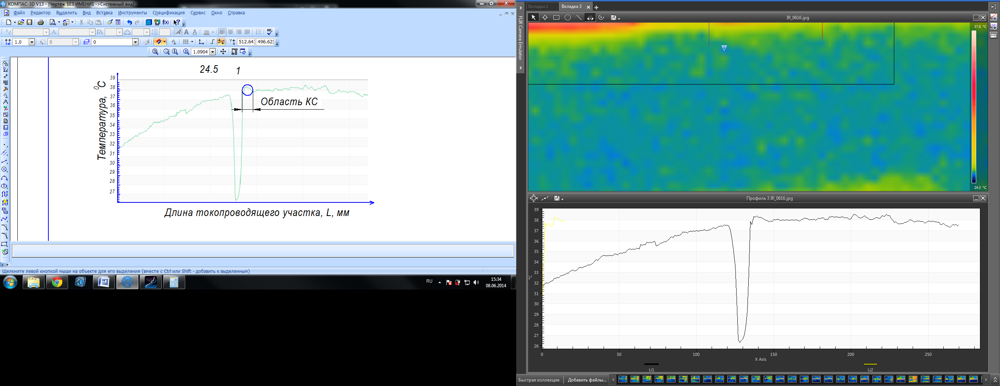 КОМПАС-3D V13 - [Чертеж БЕЗ ИМЕНИ1 ->Системный вид]
Файл Редактор Выделить Вид Вставка Инструменты Спецификация Сервис Окно Справка
1.0 0 0 512.64 496.62
1.0904
24.5 1
39
38
37
36
35
34
33
32
31
30
29
28
27
Температура, 0C
Область КС
Длина токопроводящего участка, L, мм
Щелкните левой кнопкой мыши на объекте для его выделения (вместе с Ctrl или Shift - добавить к выделенным)
RU
15:34
08.06.2014
FLIR Camera Emulator
Вкладка 1 Вкладка 3
IR_0616.jpg
37,8 °C
24,3 °C
Профиль 3 IR_0616.jpg
39
38
37
36
35
34
33
32
31
30
29
28
27
26
°C
0 50 100 150 200 250
X Axis
Li1 Li2
Быстрая коллекция Добавить файлы...